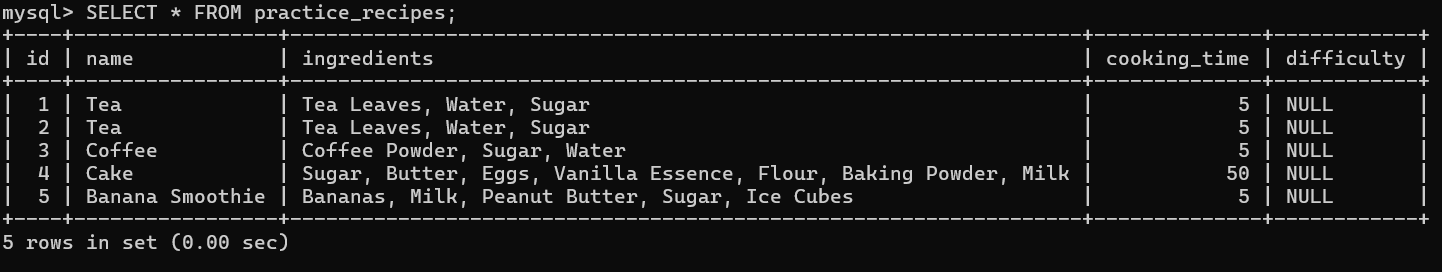 mysql> SELECT * FROM practice_recipes;
+----+-----------------+------------------------------------------------------------------+--------------+------------+
| id | name            | ingredients                                                      | cooking_time | difficulty |
+----+-----------------+------------------------------------------------------------------+--------------+------------+
|  1 | Tea             | Tea Leaves, Water, Sugar                                         |            5 | NULL       |
|  2 | Tea             | Tea Leaves, Water, Sugar                                         |            5 | NULL       |
|  3 | Coffee          | Coffee Powder, Sugar, Water                                      |            5 | NULL       |
|  4 | Cake            | Sugar, Butter, Eggs, Vanilla Essence, Flour, Baking Powder, Milk |           50 | NULL       |
|  5 | Banana Smoothie | Bananas, Milk, Peanut Butter, Sugar, Ice Cubes                   |            5 | NULL       |
+----+-----------------+------------------------------------------------------------------+--------------+------------+
5 rows in set (0.00 sec)